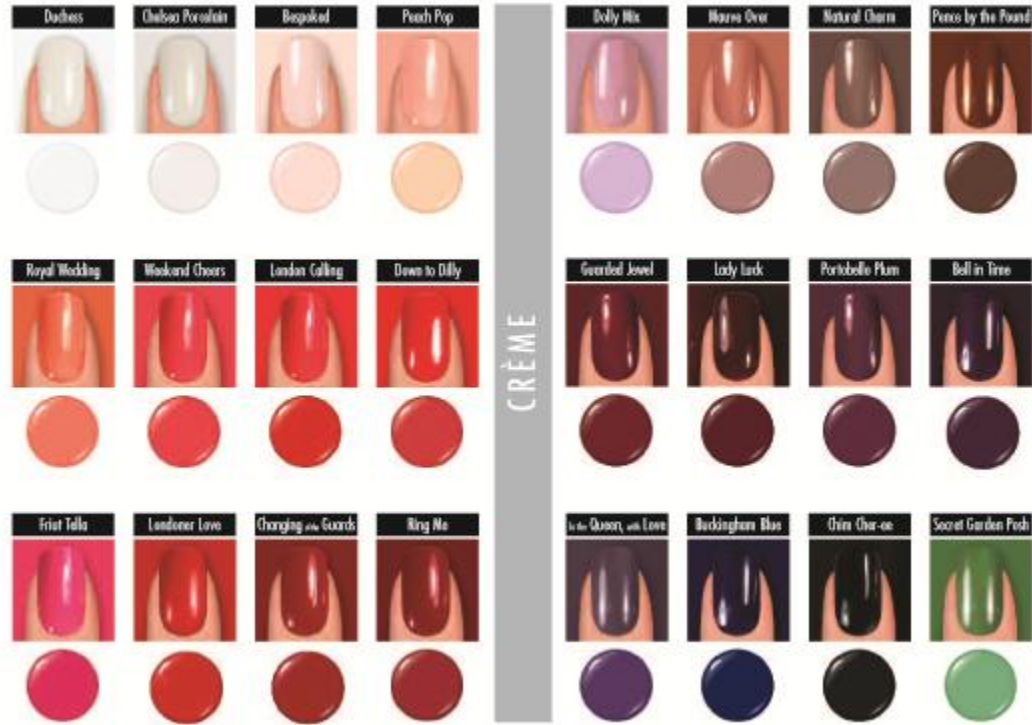 Duchess
Chelsea Porcelain
Bespoked
Peach Pop
Dolly Mix
Mauve Over
Natural Charm
Pence by the Pound
Royal Wedding
Weekend Cheers
London Calling
Down to Dilly
CRÈME
Guarded Jewel
Lady Luck
Portobello Plum
Bell in Time
Friut Tella
Londoner Love
Changing of the Guards
Ring Me
To the Queen, with Love
Buckingham Blue
Chim Cher-ee
Secret Garden Posh